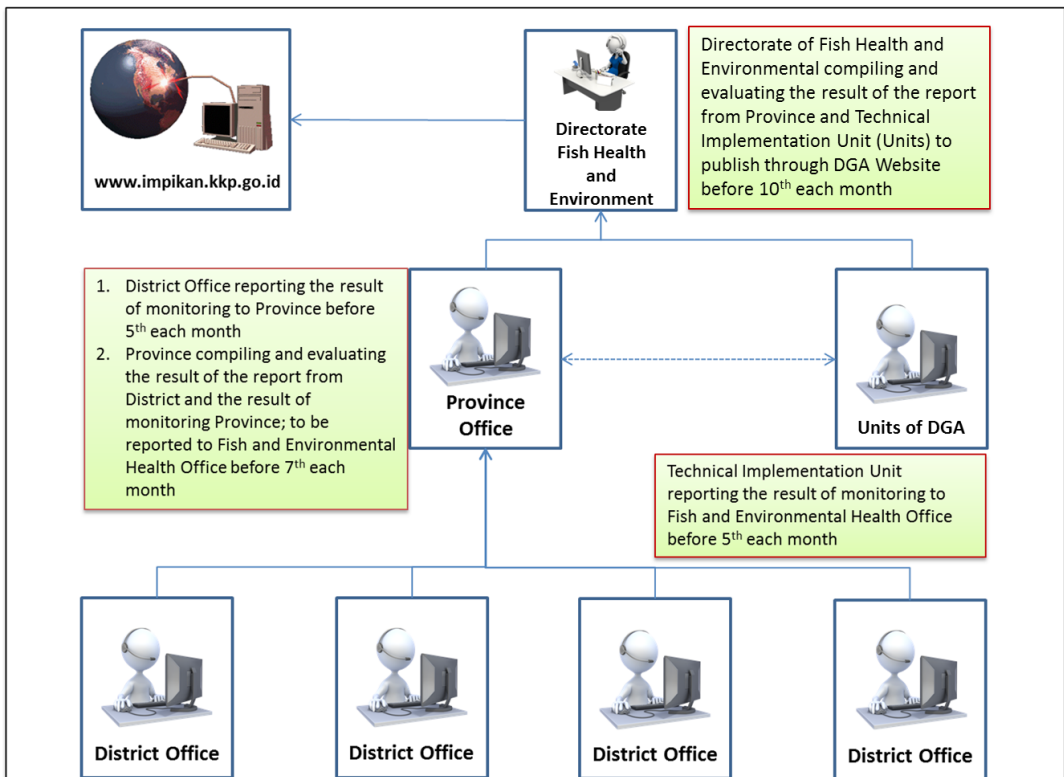 www.impikan.kkp.go.id
Directorate
Fish Health
and
Environment
Directorate of Fish Health and
Environmental compiling and
evaluating the result of the report
from Province and Technical
Implementation Unit (Units) to
publish through DGA Website
before 10th each month
1. District Office reporting the result
of monitoring to Province before
5th each month
2. Province compiling and evaluating
the result of the report from
District and the result of
monitoring Province; to be
reported to Fish and Environmental
Health Office before 7th each
month
Province
Office
Units of DGA
Technical Implementation Unit
reporting the result of monitoring to
Fish and Environmental Health Office
before 5th each month
District Office
District Office
District Office
District Office